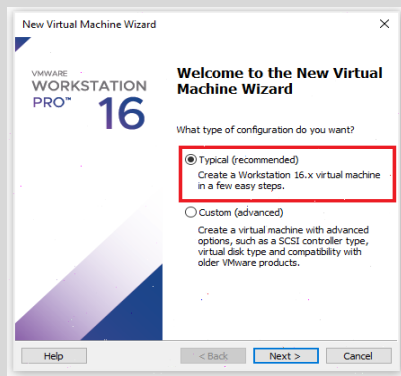 New Virtual Machine Wizard
VMWARE
WORKSTATION
PRO™ 16
Welcome to the New Virtual
Machine Wizard
What type of configuration do you want?
Typical (recommended)
Create a Workstation 16.x virtual machine
in a few easy steps.
Custom (advanced)
Create a virtual machine with advanced
options, such as a SCSI controller type,
virtual disk type and compatibility with
older VMware products.
Help < Back Next > Cancel